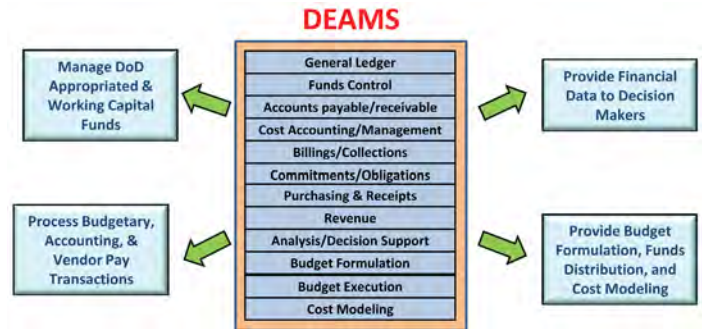 DEAMS
Manage DoD
Appropriated &
Working Capital
Funds
Process Budgetary,
Accounting, &
Vendor Pay
Transactions
General Ledger
Funds Control
Accounts payable/receivable
Cost Accounting/Management
Billings/Collections
Commitments/Obligations
Purchasing & Receipts
Revenue
Analysis/Decision Support
Budget Formulation
Budget Execution
Cost Modeling
Provide Financial
Data to Decision
Makers
Provide Budget
Formulation, Funds
Distribution, and
Cost Modeling